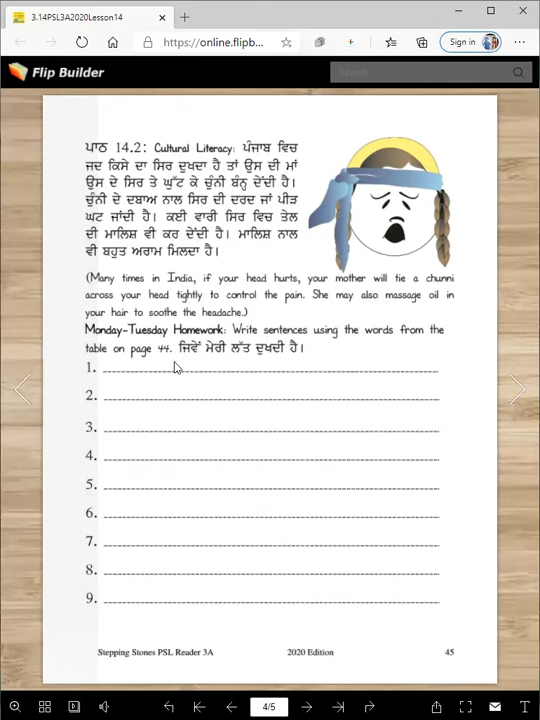 3.14PSL3A2020Lesson14
https://online.flipb...
Sign in
Flip Builder
Search
ਪਾਠ 14.2: Cultural Literacy: ਪੰਜਾਬ ਵਿਚ
ਜਦ ਕਿਸੇ ਦਾ ਸਿਰ ਦੁਖਦਾ ਹੈ ਤਾਂ ਉਸ ਦੀ ਮਾਂ
ਉਸ ਦੇ ਸਿਰ ਤੇ ਘੁੱਟ ਕੇ ਚੁੰਨੀ ਬੰਨ੍ਹ ਦੇਂਦੀ ਹੈ।
ਚੁੰਨੀ ਦੇ ਦਬਾਅ ਨਾਲ ਸਿਰ ਦੀ ਦਰਦ ਜਾਂ ਪੀੜ
ਘਟ ਜਾਂਦੀ ਹੈ। ਕਈ ਵਾਰੀ ਸਿਰ ਵਿਚ ਤੇਲ
ਦੀ ਮਾਲਿਸ਼ ਵੀ ਕਰ ਦੇਂਦੀ ਹੈ। ਮਾਲਿਸ਼ ਨਾਲ
ਵੀ ਬਹੁਤ ਅਰਾਮ ਮਿਲਦਾ ਹੈ।
(Many times in India, if your head hurts, your mother will tie a chunni
across your head tightly to control the pain. She may also massage oil in
your hair to soothe the headache.)
Monday-Tuesday Homework: Write sentences using the words from the
table on page 44. ਜਿਵੇਂ ਮੇਰੀ ਲੱਤ ਦੁਖਦੀ ਹੈ।
1.
2.
3.
4.
5.
6.
7.
8.
9.
Stepping Stones PSL Reader 3A 2020 Edition 45
4/5